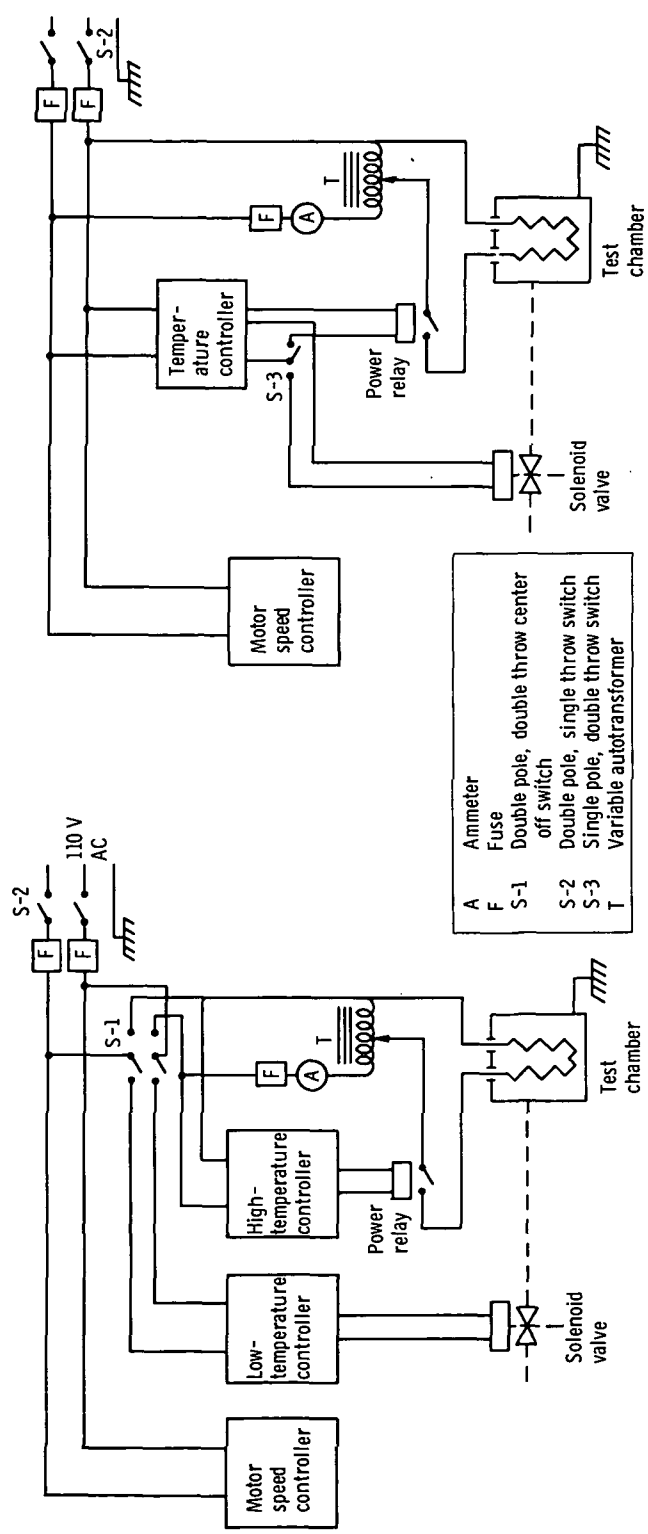 S-2
110 V
AC
F
F
S-1
T
F
A
Motor
speed
controller
Low-
temperature
controller
High-
temperature
controller
Power
relay
Solenoid
valve
Test
chamber
S-2
F
F
T
F
A
Temper-
ature
controller
S-3
Motor
speed
controller
Power
relay
Solenoid
valve
Test
chamber
A Ammeter
F Fuse
S-1 Double pole, double throw center
off switch
S-2 Double pole, single throw switch
S-3 Single pole, double throw switch
T Variable autotransformer